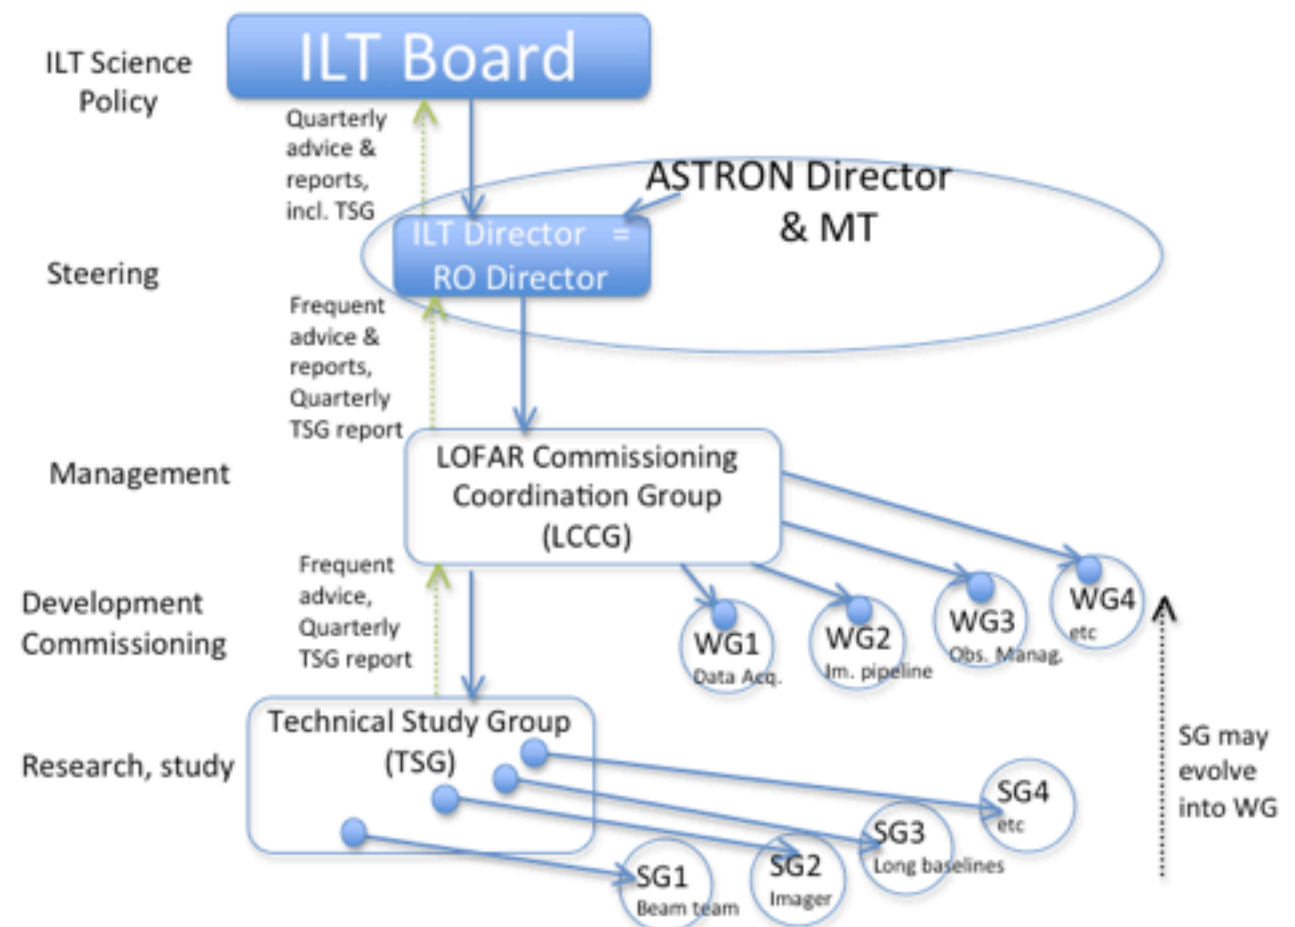 ILT Board
ILT Science
Policy
Quarterly
advice &
reports,
incl. TSG
ASTRON Director
& MT
ILT Director =
RO Director
Steering
Frequent
advice &
reports,
Quarterly
TSG report
LOFAR Commissioning
Coordination Group
(LCCG)
Management
Frequent
advice,
Quarterly
TSG report
Development
Commissioning
WG1
Data Acq.
WG2
Im. pipeline
WG3
Obs. Manag.
WG4
etc
Technical Study Group
(TSG)
Research, study
SG1
Beam team
SG2
Imager
SG3
Long baselines
SG4
etc
SG may
evolve
into WG